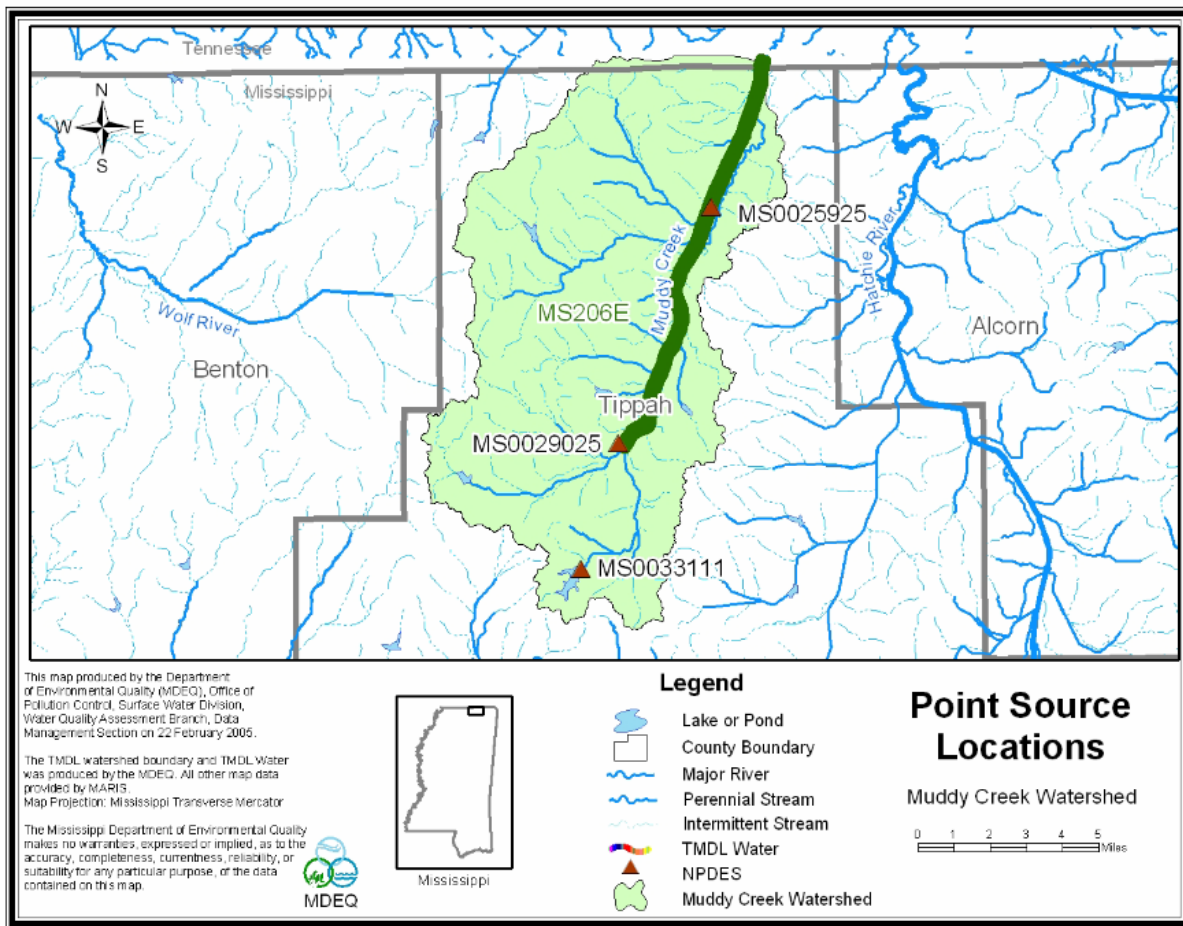 Tennessee
Mississippi
N
W E
S
MS0025925
Muddy Creek
Hatchie River
MS206E
Wolf River
Alcorn
Benton
Tippah
MS0029025
MS0033111
This map produced by the Department
of Environmental Quality (MDEQ), Office of
Pollution Control, Surface Water Division,
Water Quality Assessment Branch, Data
Management Section on 22 February 2005.
The TMDL watershed boundary and TMDL Water
was produced by the MDEQ. All other map data
provided by MARIS.
Map Projection: Mississippi Transverse Mercator
The Mississippi Department of Environmental Quality
makes no warranties, expressed or implied, as to the
accuracy, completeness, currentness, reliability, or
suitability for any particular purpose, of the data
contained on this map.
MDEQ
Mississippi
Legend
Lake or Pond
County Boundary
Major River
Perennial Stream
Intermittent Stream
TMDL Water
NPDES
Muddy Creek Watershed
Point Source
Locations
Muddy Creek Watershed
0 1 2 3 4 5
Miles